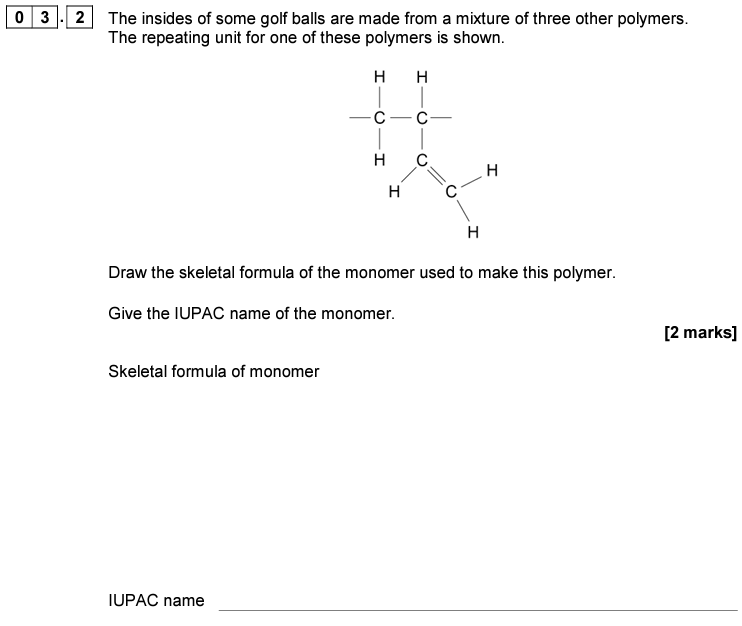 0 3 . 2 The insides of some golf balls are made from a mixture of three other polymers.
The repeating unit for one of these polymers is shown.
H H
C C
H C H
H C
H
Draw the skeletal formula of the monomer used to make this polymer.
Give the IUPAC name of the monomer.
[2 marks]
Skeletal formula of monomer
IUPAC name